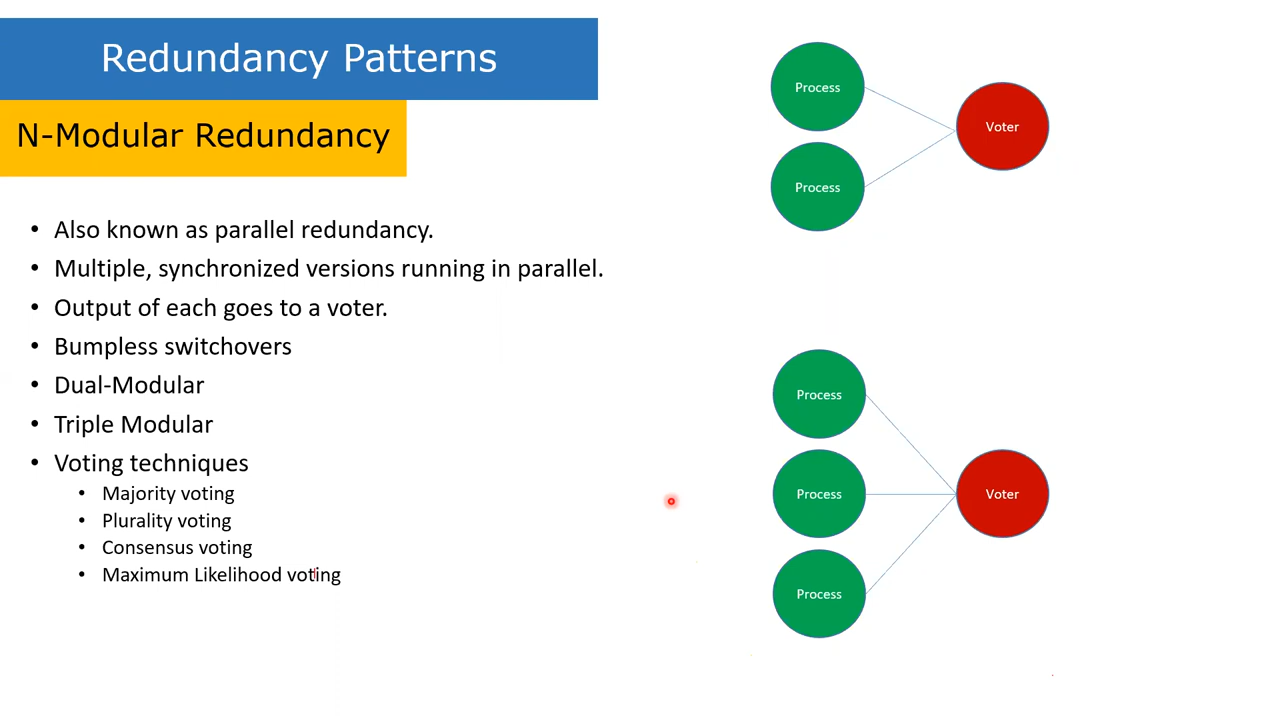 Redundancy Patterns
N-Modular Redundancy
• Also known as parallel redundancy.
• Multiple, synchronized versions running in parallel.
• Output of each goes to a voter.
• Bumpless switchovers
• Dual-Modular
• Triple Modular
• Voting techniques
• Majority voting
• Plurality voting
• Consensus voting
• Maximum Likelihood voting
Process
Process
Voter
Process
Process
Process
Voter